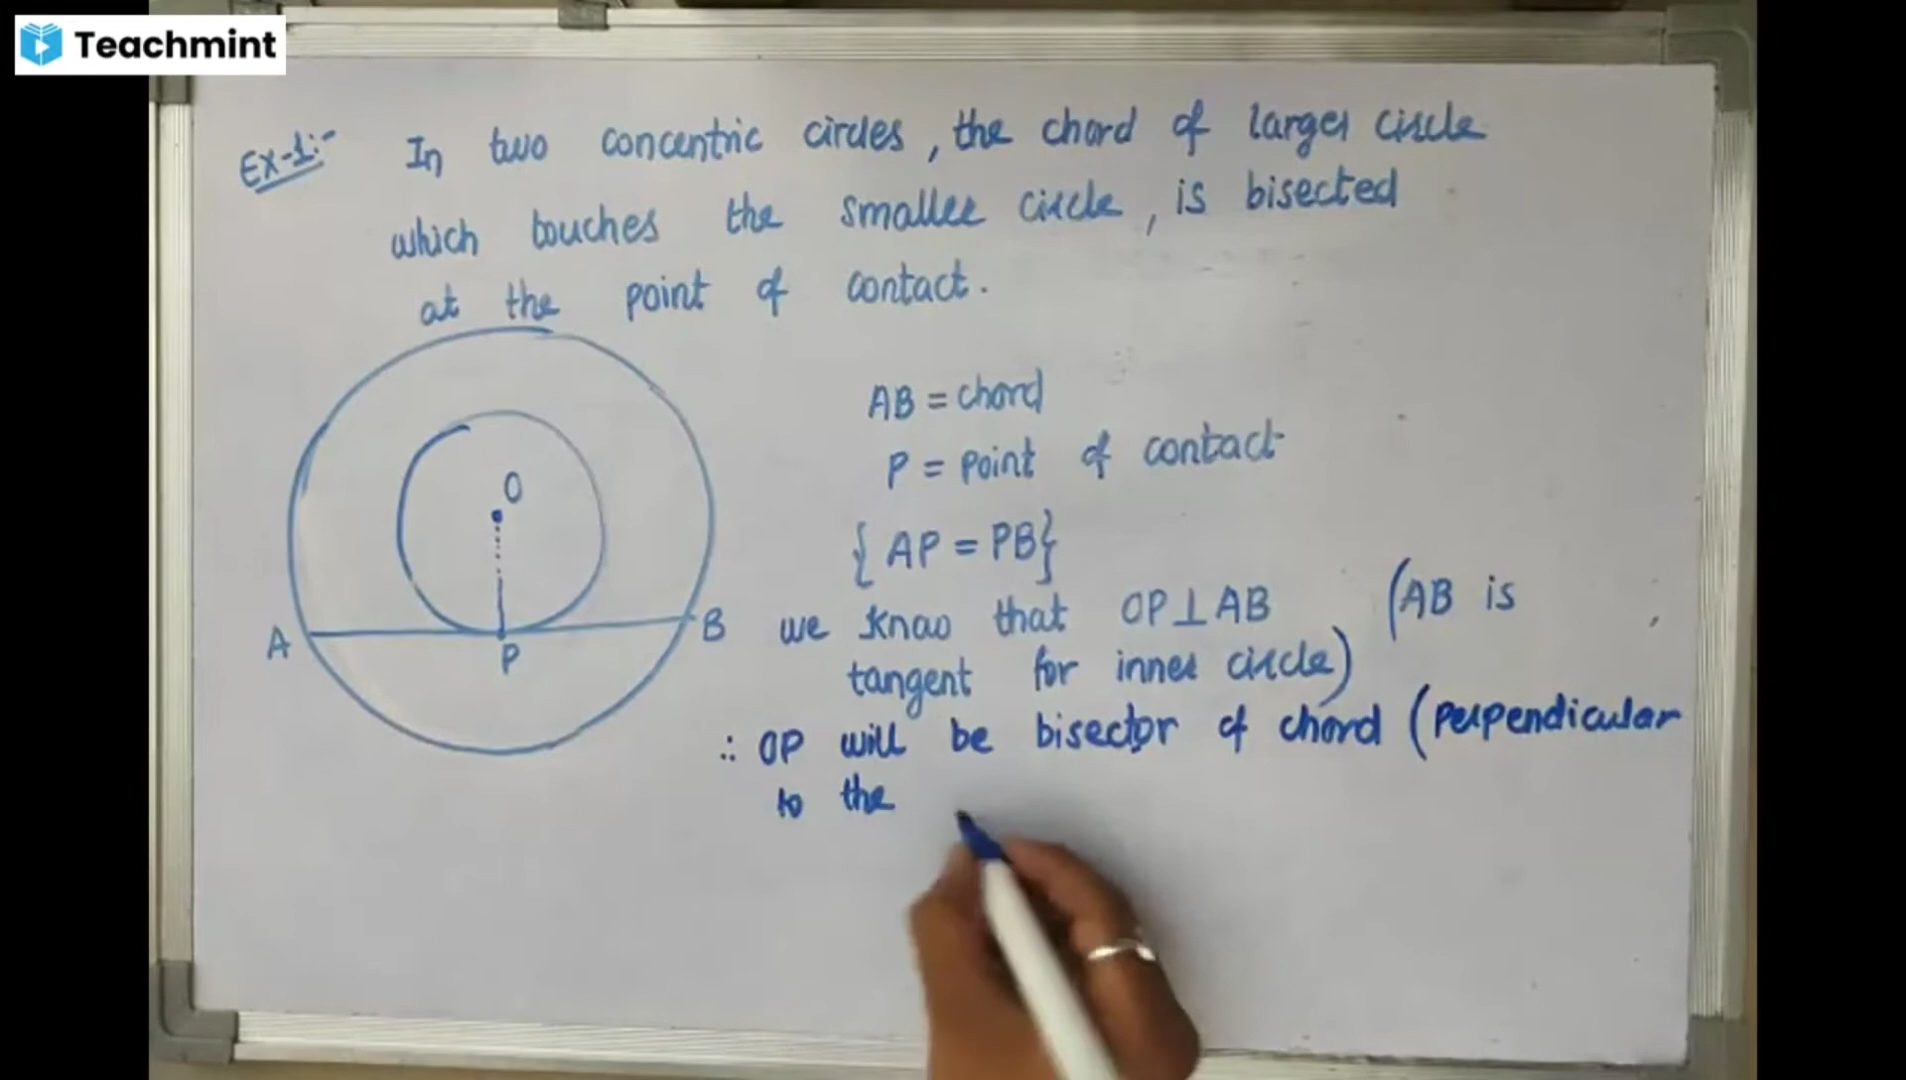 Teachmint
Ex-1:- In two concentric circles, the chord of larger circle
which touches the smaller circle, is bisected
at the point of contact.
O
A
P
B
AB = chord
P = point of contact
{ AP = PB}
we know that OP⊥AB (AB is
tangent for inner circle)
∴ OP will be bisector of chord (perpendicular
to the